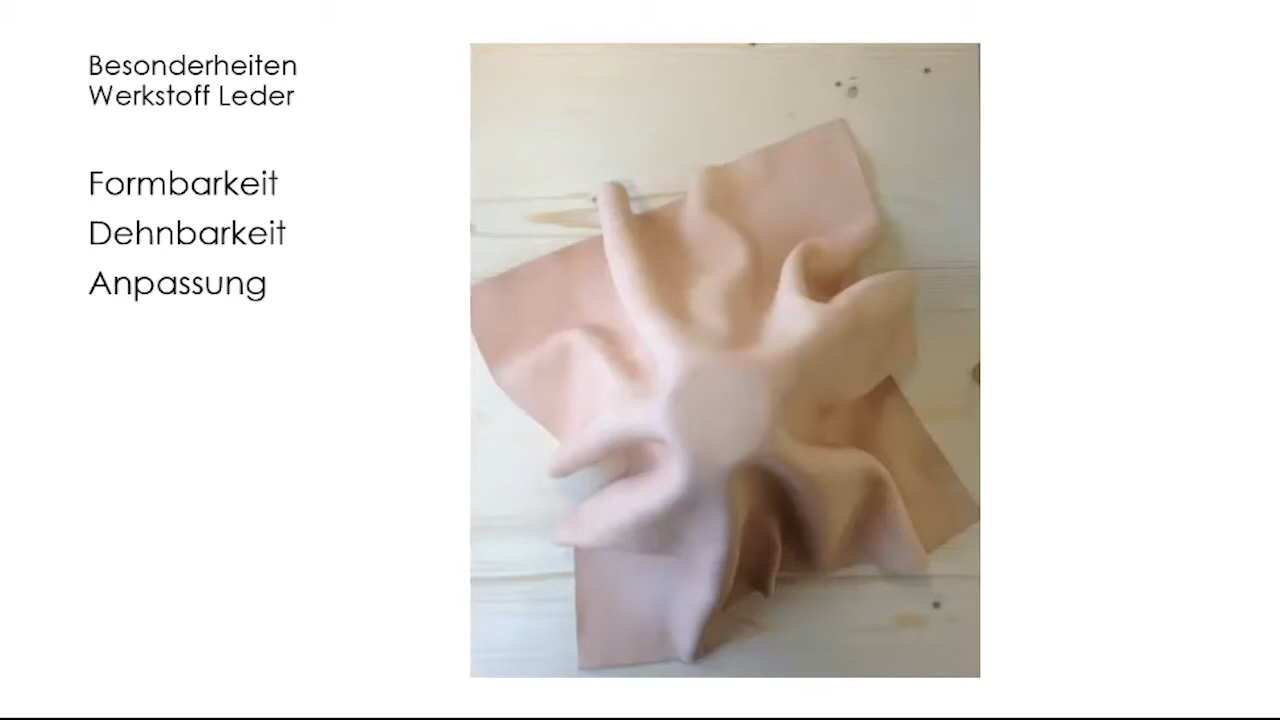 Besonderheiten
Werkstoff Leder
Formbarkeit
Dehnbarkeit
Anpassung